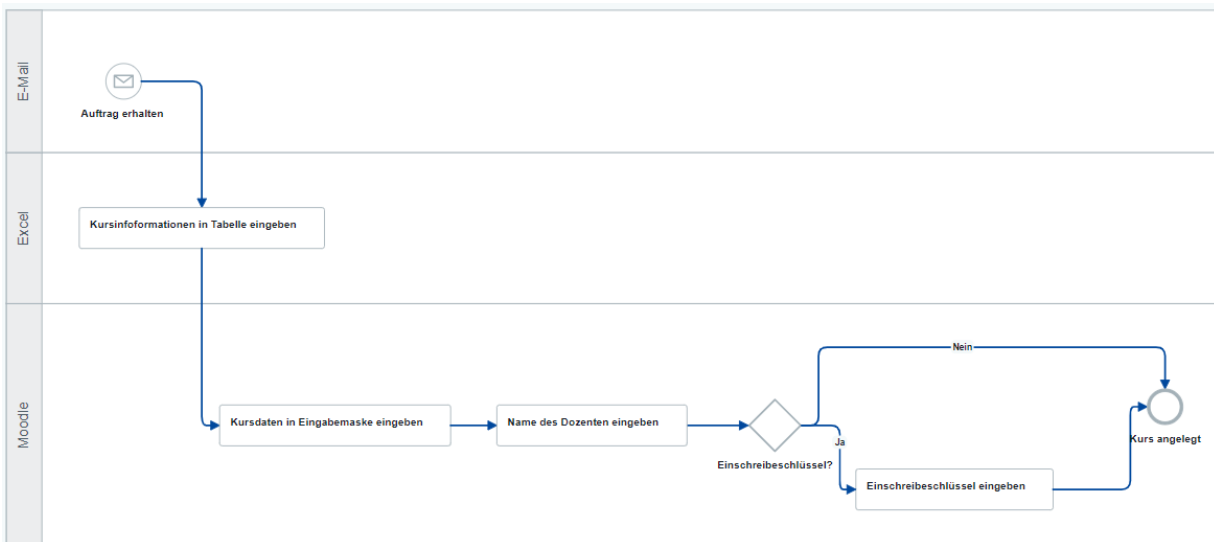 E-Mail
Auftrag erhalten
Excel
Kursinfoformationen in Tabelle eingeben
Moodle
Kursdaten in Eingabemaske eingeben
Name des Dozenten eingeben
Einschreibeschlüssel?
Nein
Ja
Einschreibeschlüssel eingeben
Kurs angelegt